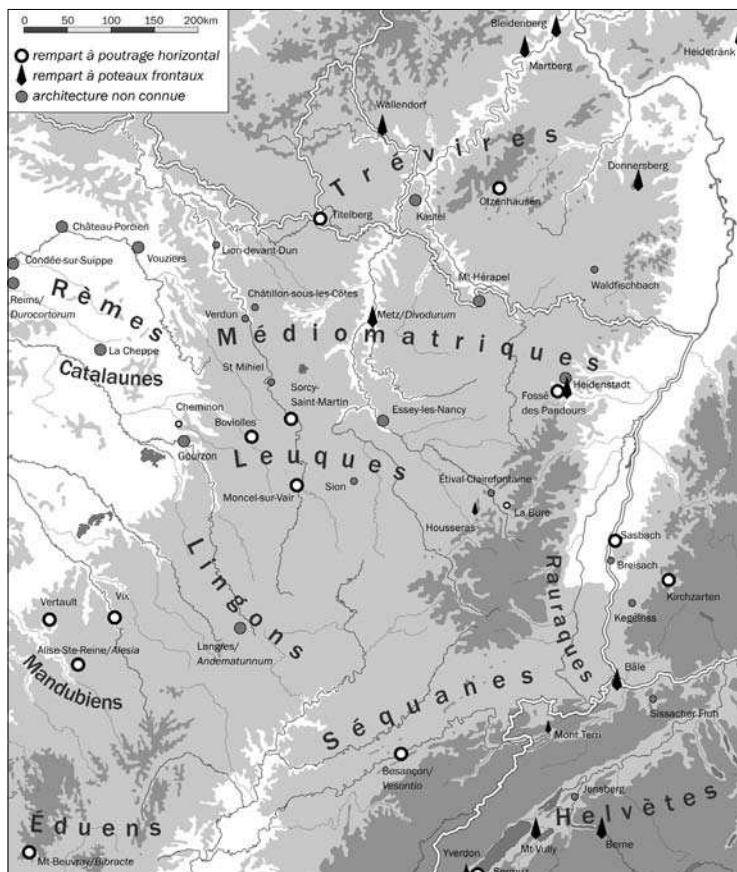 0 50 100 150 200km
rempart à poutrage horizontal
rempart à poteaux frontaux
architecture non connue
Bleidenberg
Martberg
Heidetränk
Wallendorf
Trévires
Donnersberg
Otzenhausen
Kastel
Titelberg
Château-Porcien
Lion-devant-Dun
Condée-sur-Suippe
Vouziers
Waldfischbach
Mt-Hérapel
Reims/
Durocortorum
Rèmes
Châtillon-sous-les-Côtes
Verdun
Metz/Divodurum
Médiomatriques
La Cheppe
Catalaunes
St Mihiel
Heidenstadt
Sorcy-
Saint-Martin
Fossé
des Pandours
Cheminon
Boviolles
Essey-les-Nancy
Gourzon
Leuques
Moncel-sur-Vair
Sion
Étival-Clairefontaine
La Bure
Housseras
Sasbach
Breisach
Kirchzarten
Kegelriss
Rauraques
Lingons
Vertault
Vix
Langres/
Andematunnum
Alise-Ste-Reine/Alesia
Mandubiens
Bâle
Séquanes
Sissacher Fluh
Mont Terri
Besançon/
Vesontio
Jensberg
Helvètes
Éduens
Mt-Vully
Berne
Mt-Beuvray/Bibracte
Yverdon